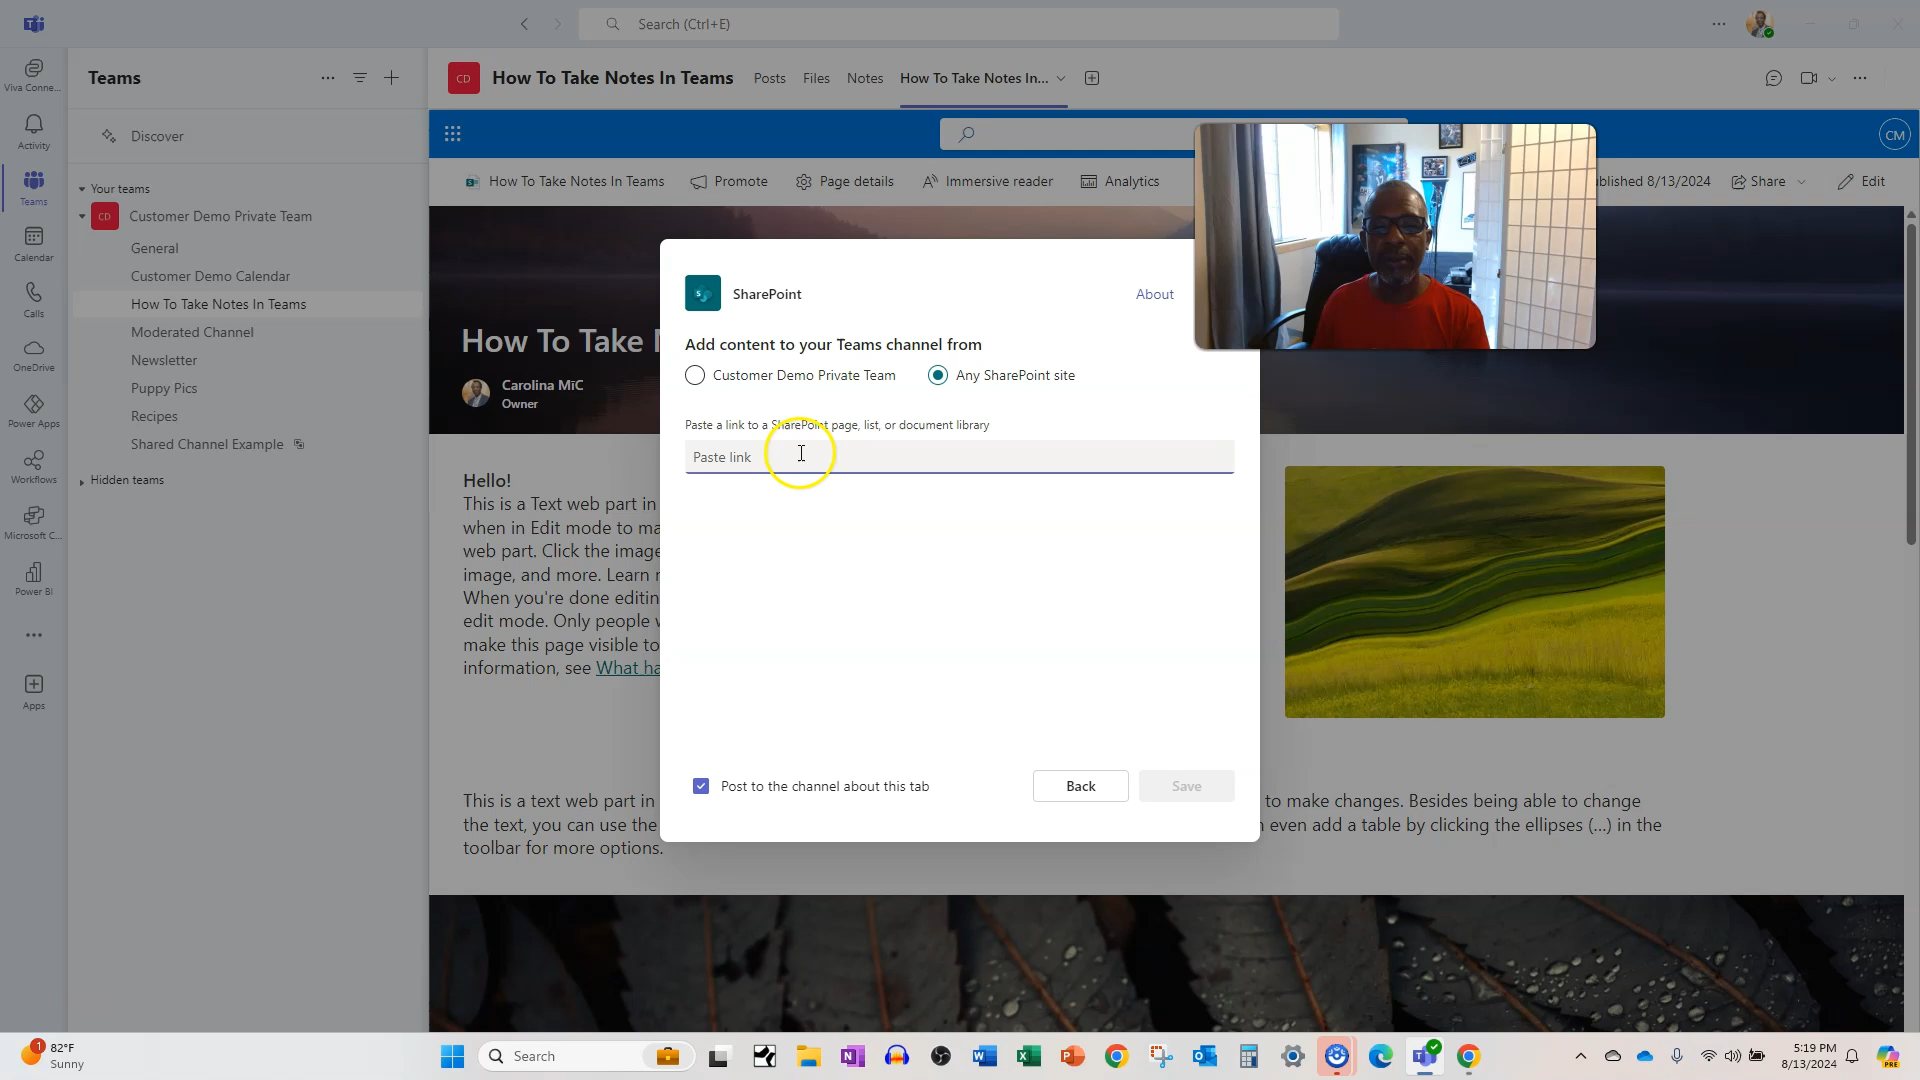 Search (Ctrl+E)
Viva Conne...
Activity
Teams
Calendar
Calls
OneDrive
Power Apps
Workflows
Microsoft C...
Power BI
Apps
Teams
Discover
Your teams
CD Customer Demo Private Team
General
Customer Demo Calendar
How To Take Notes In Teams
Moderated Channel
Newsletter
Puppy Pics
Recipes
Shared Channel Example
Hidden teams
CD How To Take Notes In Teams Posts Files Notes How To Take Notes In...
CM
How To Take Notes In Teams Promote Page details Immersive reader Analytics 8/13/2024 Share Edit
How To Take
Carolina MīC
Owner
SharePoint About
Add content to your Teams channel from
Customer Demo Private Team Any SharePoint site
Paste a link to a SharePoint page, list, or document library
Paste link
Post to the channel about this tab Back Save
Hello!
This is a Text web part in
when in Edit mode to
web part. Click the image
image, and more. Learn
When you're done
edit mode. Only people
make this page visible to
information, see What
This is a text web part in to make changes. Besides being able to change
the text, you can use the even add a table by clicking the ellipses (...) in the
toolbar for more options.
1 82°F
Sunny
Search
5:19 PM
8/13/2024
PRE